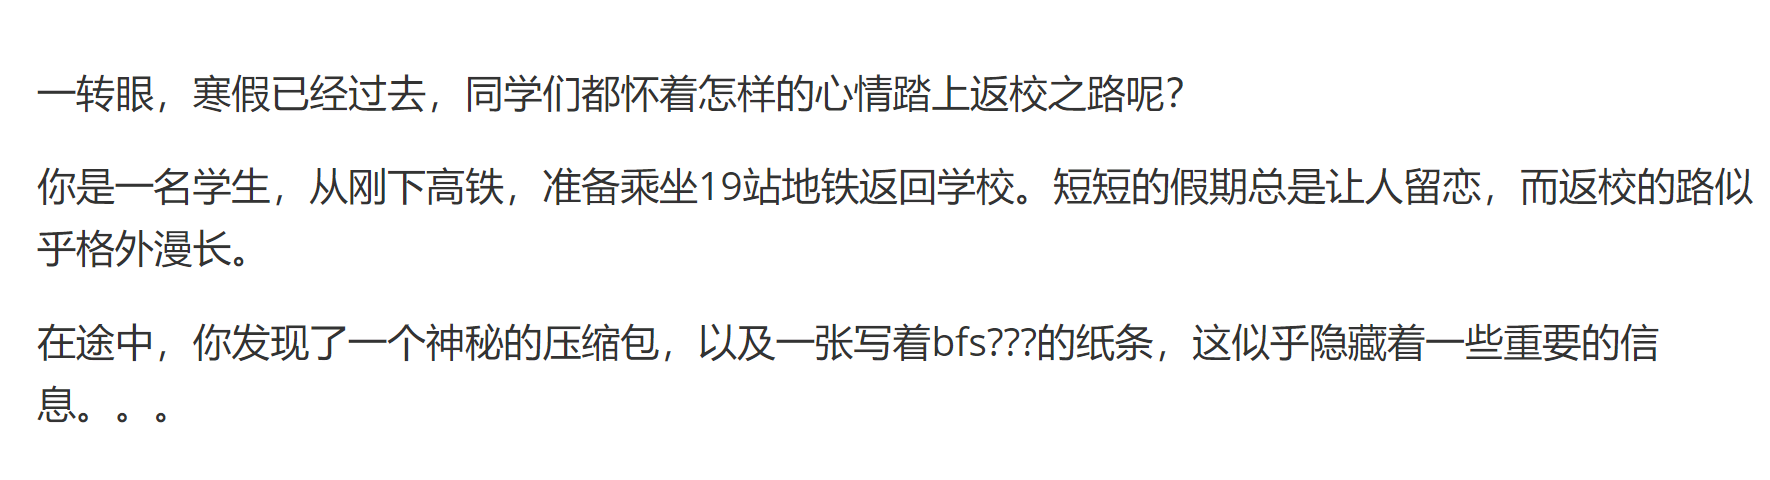 一转眼，寒假已经过去，同学们都怀着怎样的心情踏上返校之路呢？
你是一名学生，从刚下高铁，准备乘坐19站地铁返回学校。短短的假期总是让人留恋，而返校的路似
乎格外漫长。
在途中，你发现了一个神秘的压缩包，以及一张写着bfs???的纸条，这似乎隐藏着一些重要的信
息。。。